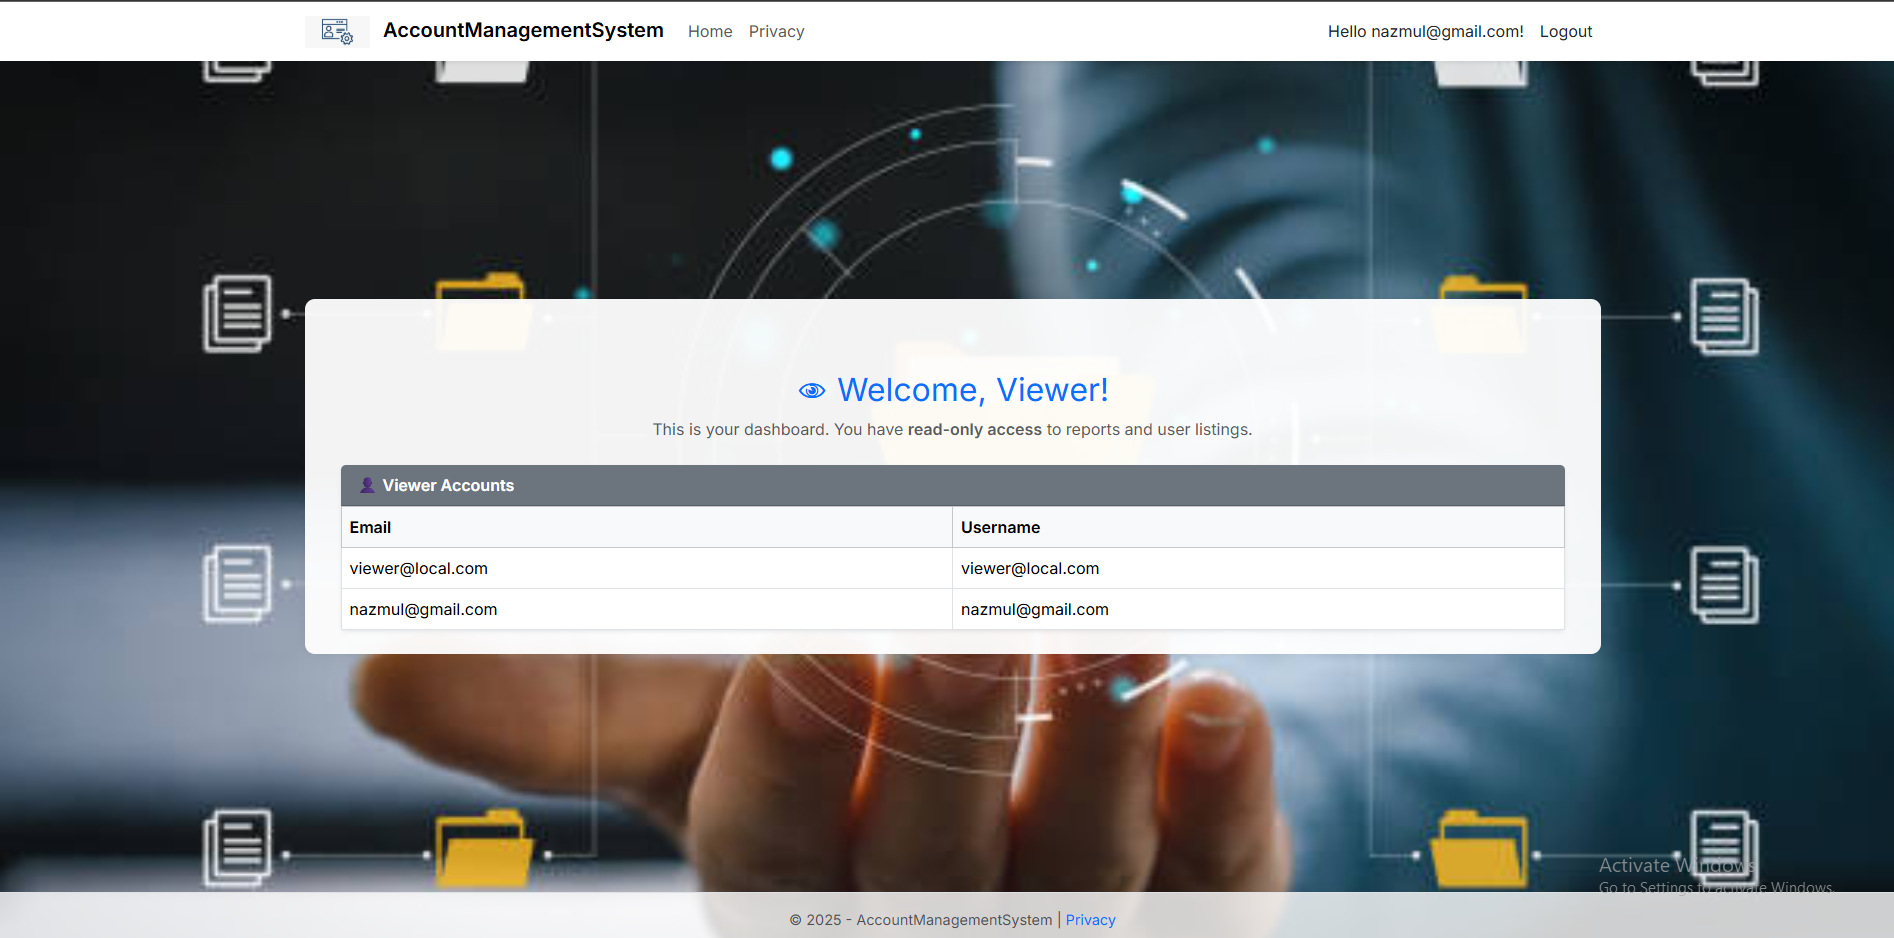 AccountManagementSystem Home Privacy Hello nazmul@gmail.com! Logout
Welcome, Viewer!
This is your dashboard. You have read-only access to reports and user listings.
Viewer Accounts
Email Username
viewer@local.com viewer@local.com
nazmul@gmail.com nazmul@gmail.com
Activate Windows
Go to Settings to activate Windows.
© 2025 - AccountManagementSystem | Privacy